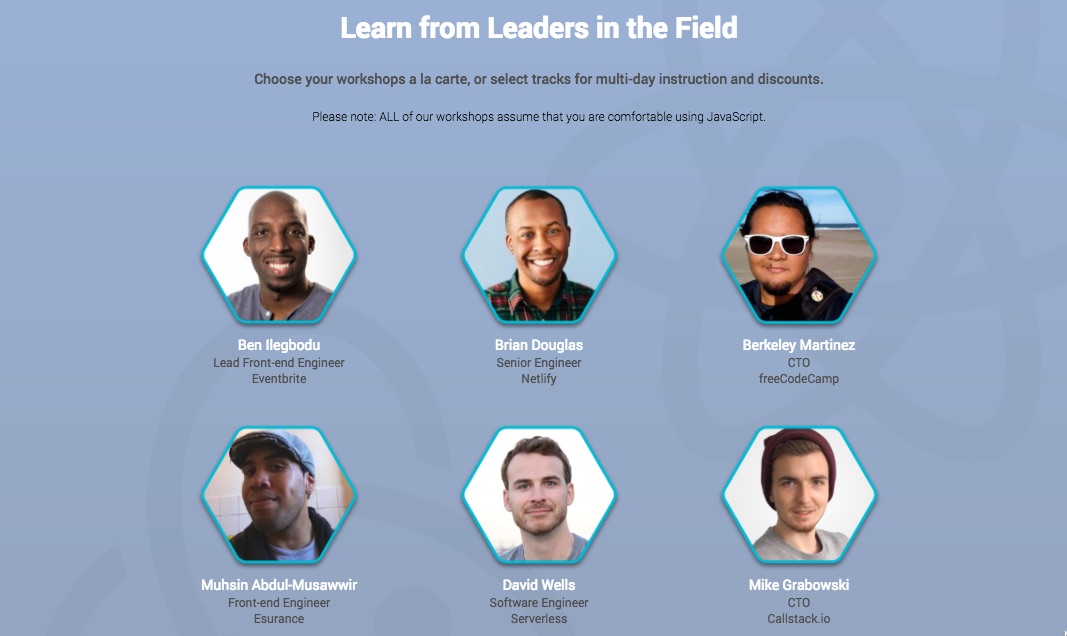 Learn from Leaders in the Field
Choose your workshops a la carte, or select tracks for multi-day instruction and discounts.
Please note: ALL of our workshops assume that you are comfortable using JavaScript.
Ben Ilegbodu
Lead Front-end Engineer
Eventbrite
Brian Douglas
Senior Engineer
Netlify
Berkeley Martinez
CTO
freeCodeCamp
Muhsin Abdul-Musawwir
Front-end Engineer
Esurance
David Wells
Software Engineer
Serverless
Mike Grabowski
CTO
Callstack.io